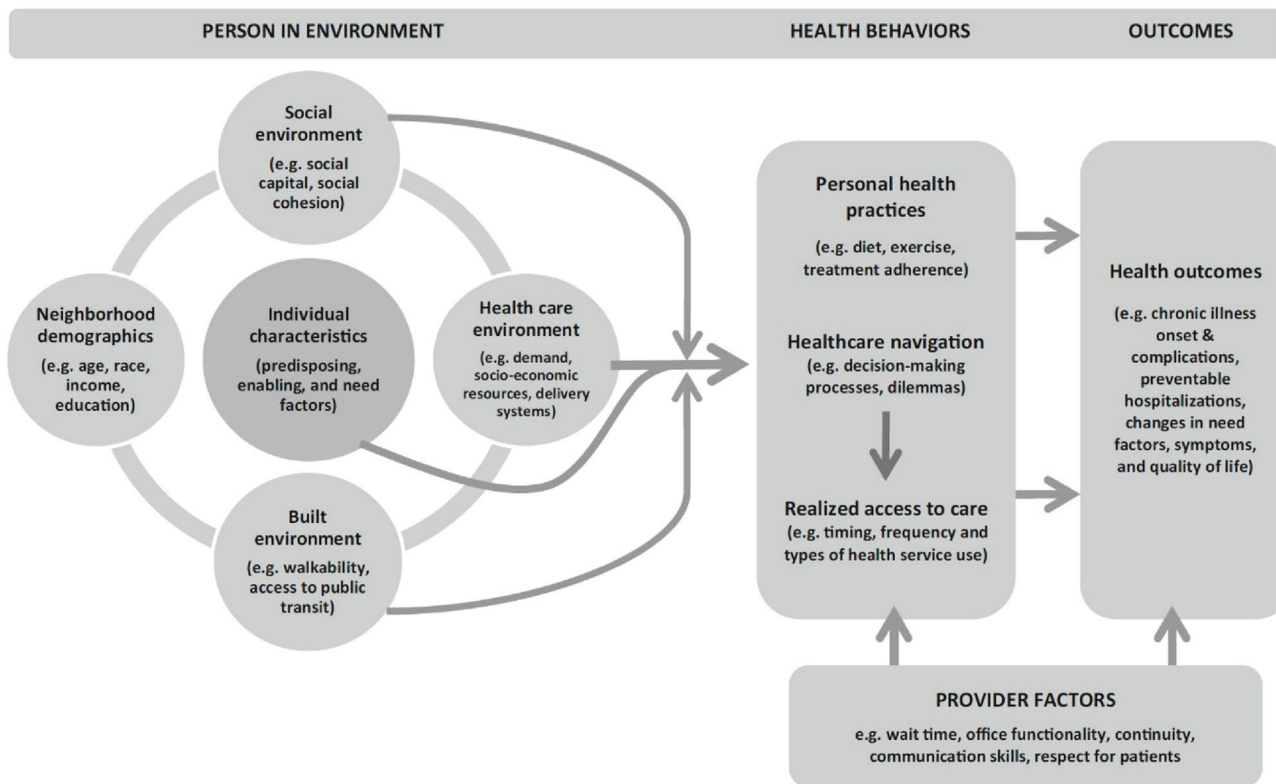 PERSON IN ENVIRONMENT
HEALTH BEHAVIORS
OUTCOMES
Social
environment
(e.g. social
capital, social
cohesion)
Neighborhood
demographics
(e.g. age, race,
income,
education)
Individual
characteristics
(predisposing,
enabling, and need
factors)
Health care
environment
(e.g. demand,
socio-economic
resources, delivery
systems)
Built
environment
(e.g. walkability,
access to public
transit)
Personal health
practices
(e.g. diet, exercise,
treatment adherence)
Healthcare navigation
(e.g. decision-making
processes, dilemmas)
Realized access to care
(e.g. timing, frequency and
types of health service use)
Health outcomes
(e.g. chronic illness
onset &
complications,
preventable
hospitalizations,
changes in need
factors, symptoms,
and quality of life)
PROVIDER FACTORS
e.g. wait time, office functionality, continuity,
communication skills, respect for patients